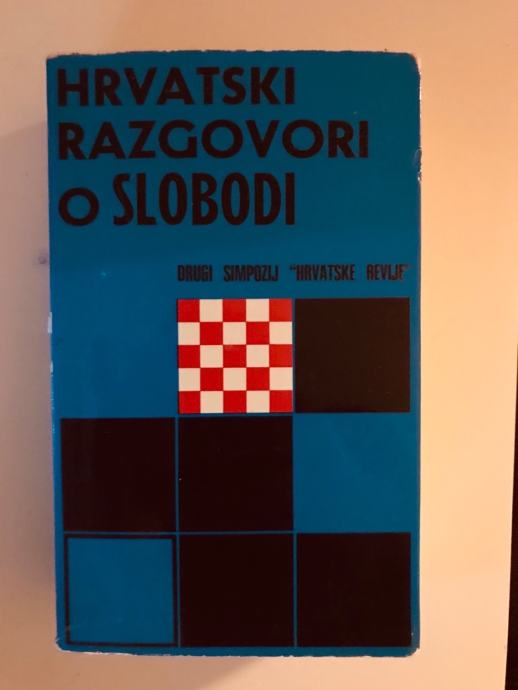 HRVATSKI
RAZGOVORI
O SLOBODI
DRUGI SIMPOZIJ "HRVATSKE REVIJE"